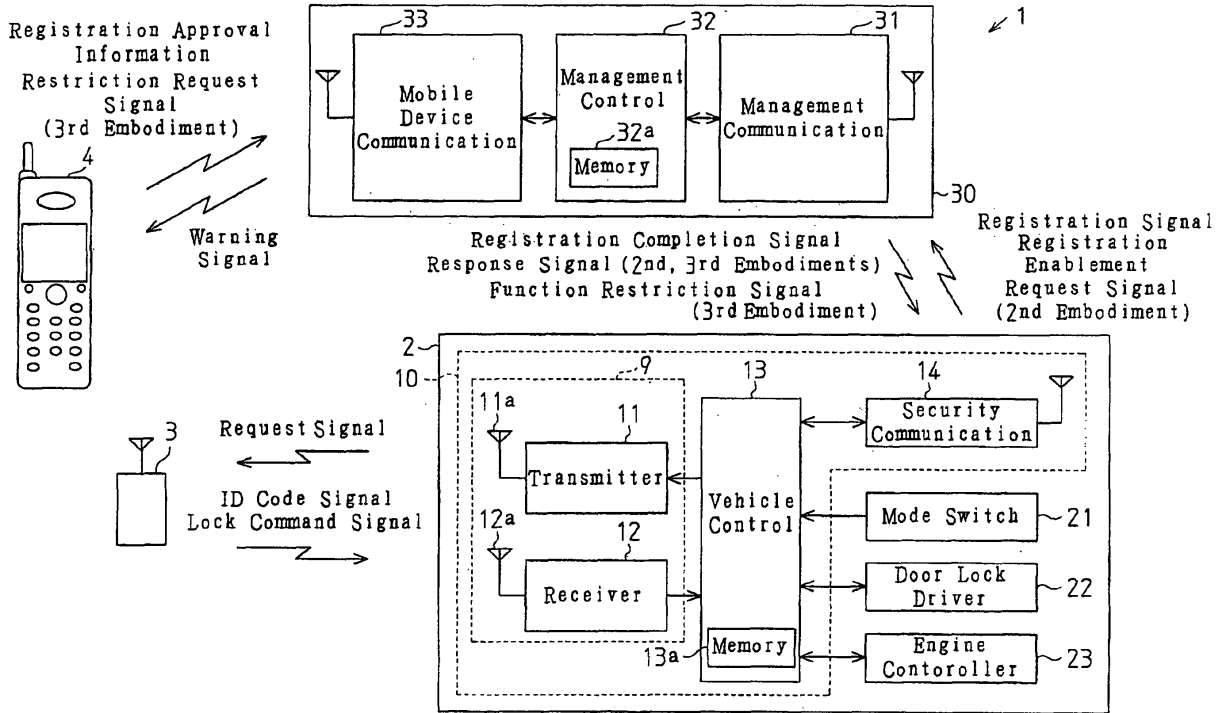 33
32
31
1
Registration Approval
Information
Restriction Request
Signal
(3rd Embodiment)
4
Mobile
Device
Communication
Management
Control
32a
Memory
Management
Communication
30
Warning
Signal
Registration Completion Signal
Response Signal (2nd, 3rd Embodiments)
Function Restriction Signal
(3rd Embodiment)
Registration Signal
Registration
Enablement
Request Signal
(2nd Embodiment)
2
10
9
13
14
11a
11
Transmitter
Security
Communication
3
Request Signal
ID Code Signal
Lock Command Signal
12a
12
Receiver
Vehicle
Control
Mode Switch
21
Door Lock
Driver
22
13a
Memory
Engine
Contoroller
23